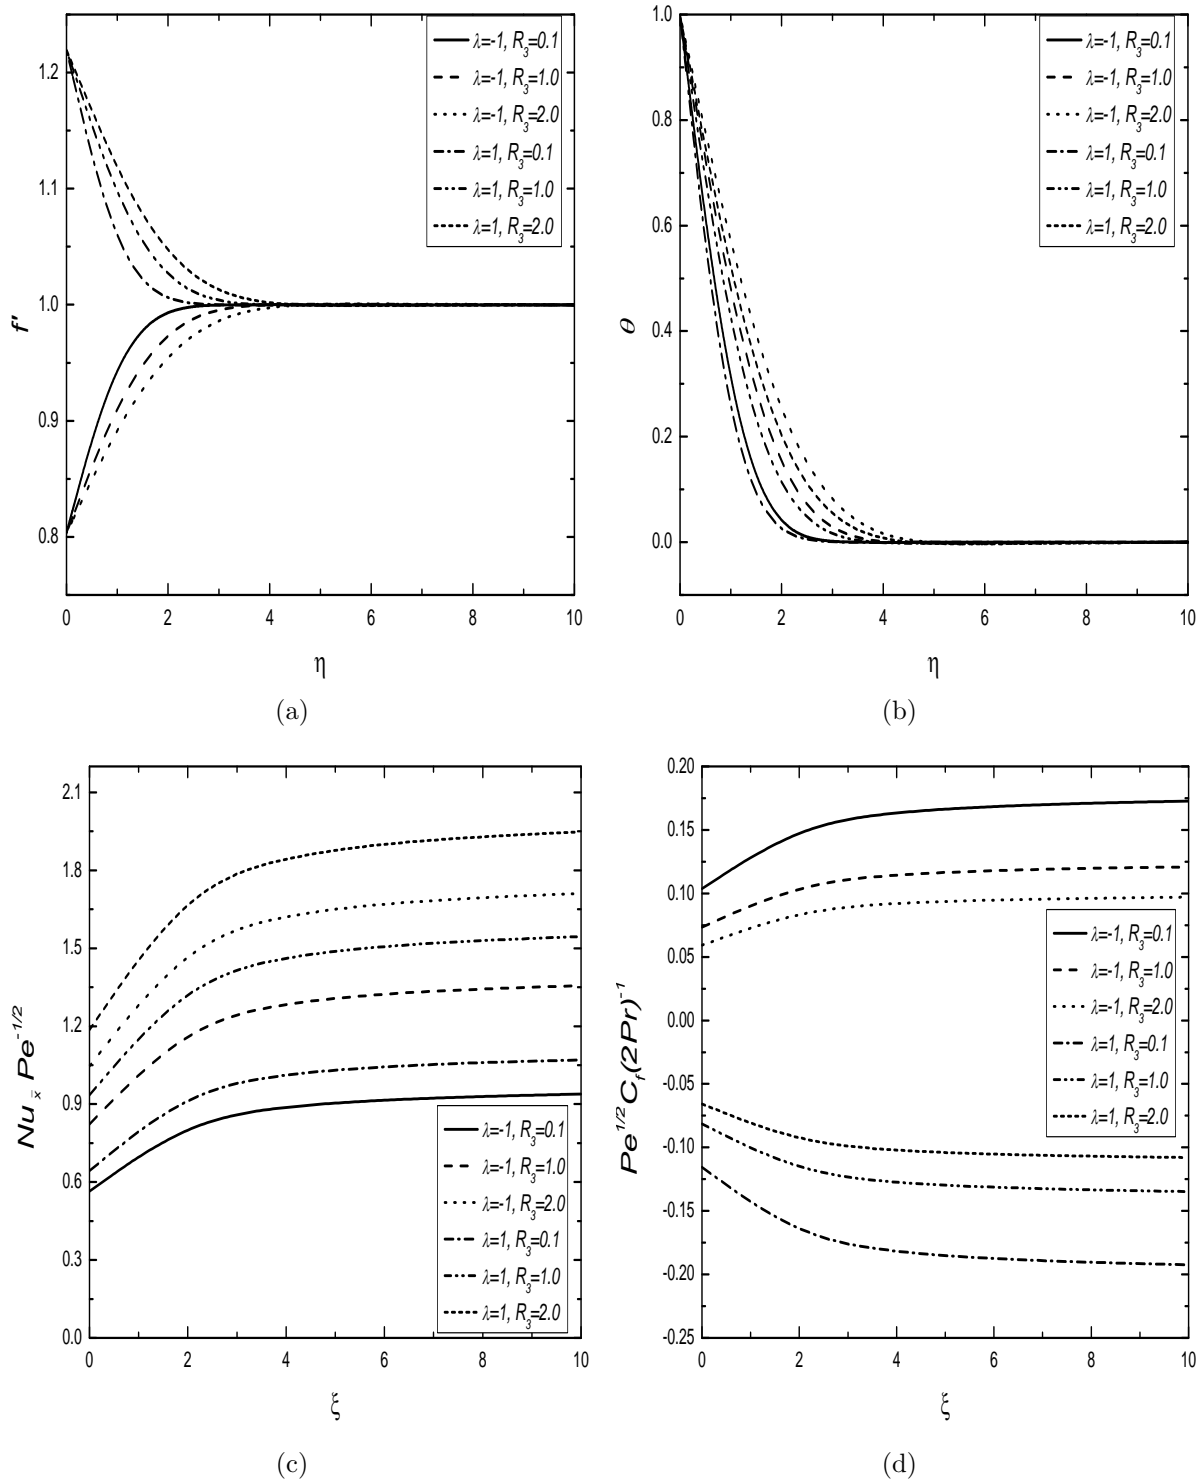 1.2
1.1
1.0
0.9
0.8
f'
0 2 4 6 8 10
η
λ=-1, R3=0.1
λ=-1, R3=1.0
λ=-1, R3=2.0
λ=1, R3=0.1
λ=1, R3=1.0
λ=1, R3=2.0
(a)
1.0
0.8
0.6
0.4
0.2
0.0
θ
0 2 4 6 8 10
η
λ=-1, R3=0.1
λ=-1, R3=1.0
λ=-1, R3=2.0
λ=1, R3=0.1
λ=1, R3=1.0
λ=1, R3=2.0
(b)
2.1
1.8
1.5
1.2
0.9
0.6
0.3
0.0
Nu_x̄ Pe^-1/2
0 2 4 6 8 10
ξ
λ=-1, R3=0.1
λ=-1, R3=1.0
λ=-1, R3=2.0
λ=1, R3=0.1
λ=1, R3=1.0
λ=1, R3=2.0
(c)
0.20
0.15
0.10
0.05
0.00
-0.05
-0.10
-0.15
-0.20
-0.25
Pe^1/2 C_f(2Pr)^-1
0 2 4 6 8 10
ξ
λ=-1, R3=0.1
λ=-1, R3=1.0
λ=-1, R3=2.0
λ=1, R3=0.1
λ=1, R3=1.0
λ=1, R3=2.0
(d)